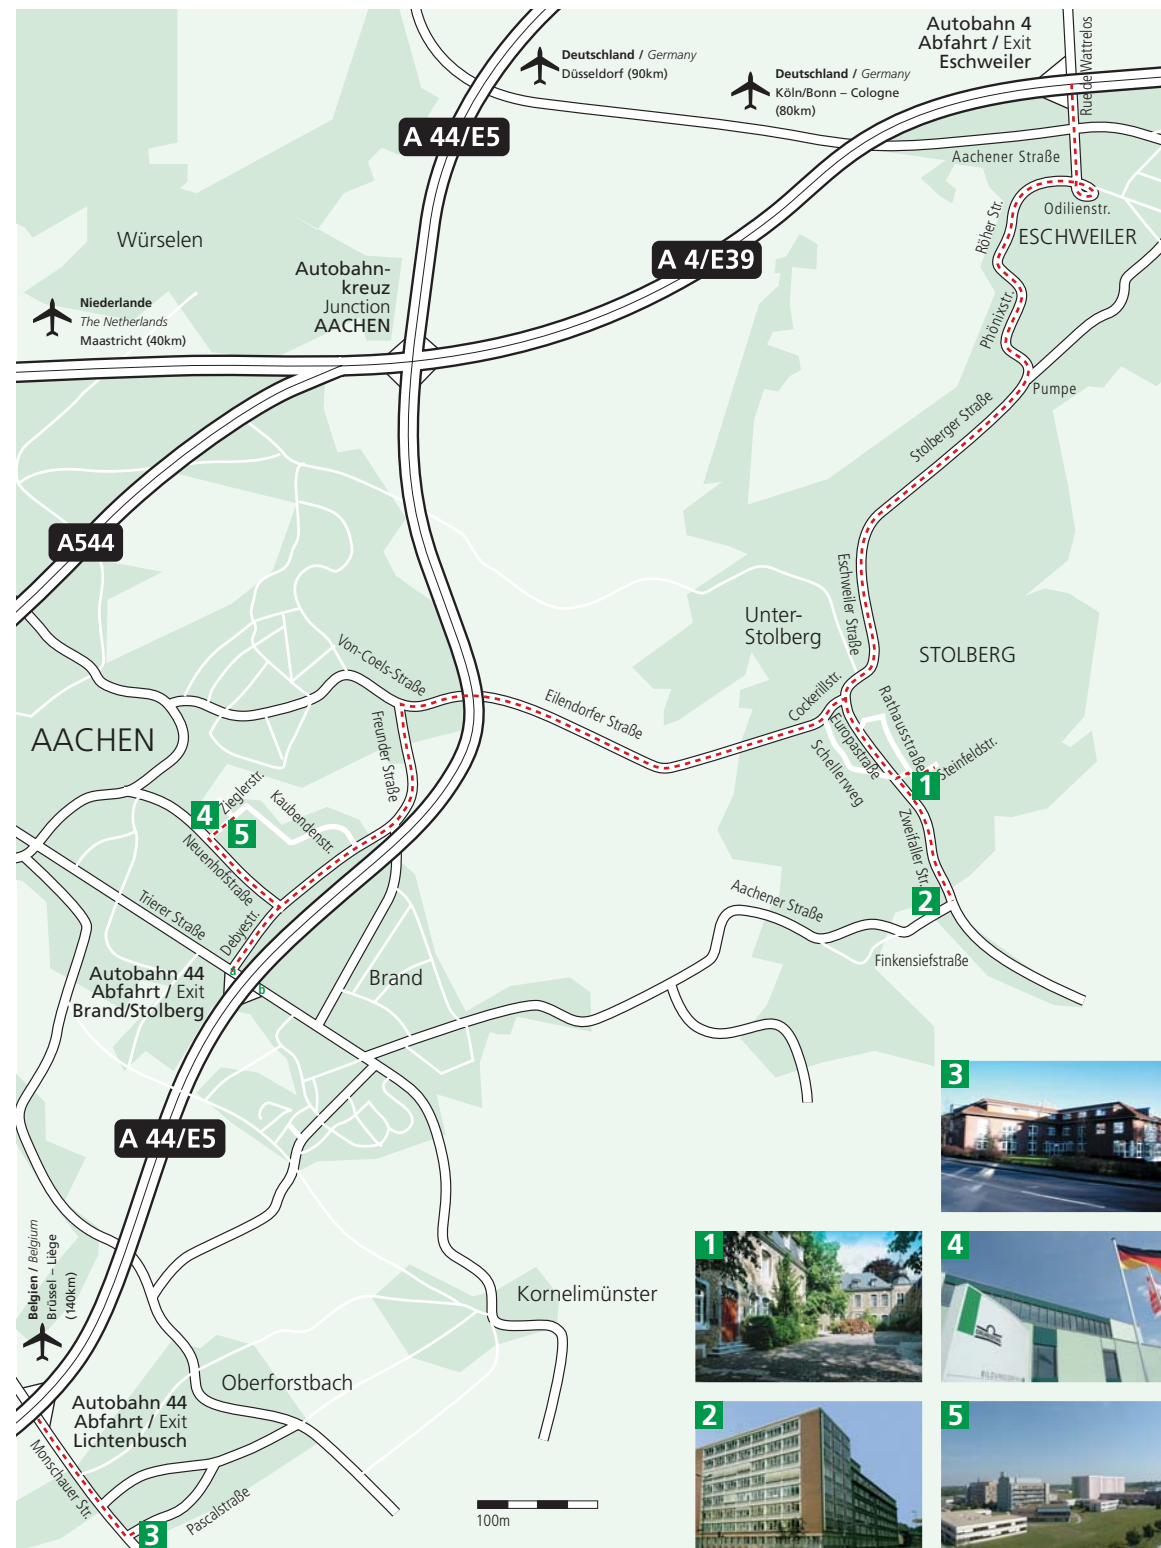 Autobahn 4
Abfahrt / Exit
Eschweiler
Rue de Wattrelos
Deutschland / Germany
Düsseldorf (90km)
Deutschland / Germany
Köln/Bonn – Cologne
(80km)
A 44/E5
Aachener Straße
Odilienstr.
ESCHWEILER
Röher Str.
Würselen
A 4/E39
Autobahn-
kreuz
Junction
AACHEN
Niederlande
The Netherlands
Maastricht (40km)
Phönixstr.
Pumpe
Stolberger Straße
A544
Eschweiler Straße
Unter-
Stolberg
STOLBERG
Von-Coels-Straße
Eilendorfer Straße
Cockerillstr.
Rathausstraße
Europastraße
Schellerweg
Steinfeldstr.
1
AACHEN
Freunder Straße
Zieglerstr.
Kaubendenstr.
4
5
Neuenhofstraße
Zweifaller Str.
2
Trierer Straße
Debyestr.
Aachener Straße
Finkensiefstraße
a
b
Autobahn 44
Abfahrt / Exit
Brand/Stolberg
Brand
3
A 44/E5
1
4
Belgien / Belgium
Brüssel – Liège
(140km)
Kornelimünster
Oberforstbach
Autobahn 44
Abfahrt / Exit
Lichtenbusch
2
5
Monschauer Str.
Pascalstraße
3
100m